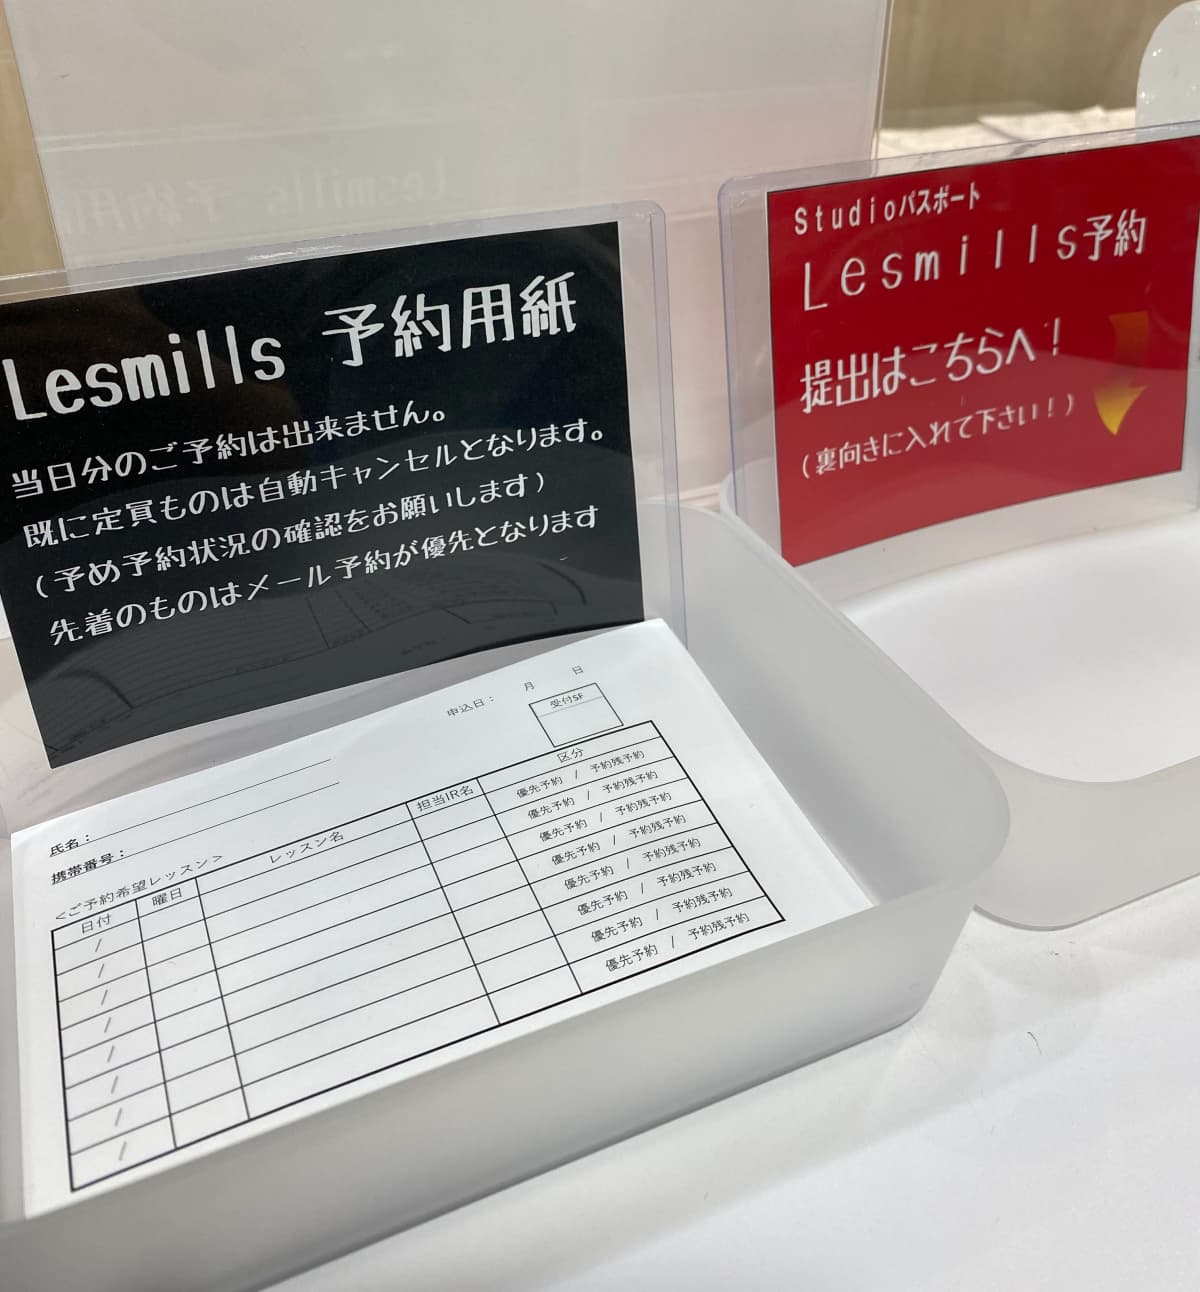 Lesmills 予約用紙
当日分のご予約は出来ません。
既に定員ものは自動キャンセルとなります。
(予め予約状況の確認をお願いします)
先着のものはメール予約が優先となります
Studioパスポート
Lesmills予約
提出はこちらへ!
(裏向きに入れて下さい!)
申込日: 月 日
受付SF
氏名:
携帯番号:
<ご予約希望レッスン>
日付 曜日 レッスン名 担当IR名 区分
/ 優先予約 / 予約残予約
/ 優先予約 / 予約残予約
/ 優先予約 / 予約残予約
/ 優先予約 / 予約残予約
/ 優先予約 / 予約残予約
/ 優先予約 / 予約残予約
/ 優先予約 / 予約残予約
/ 優先予約 / 予約残予約